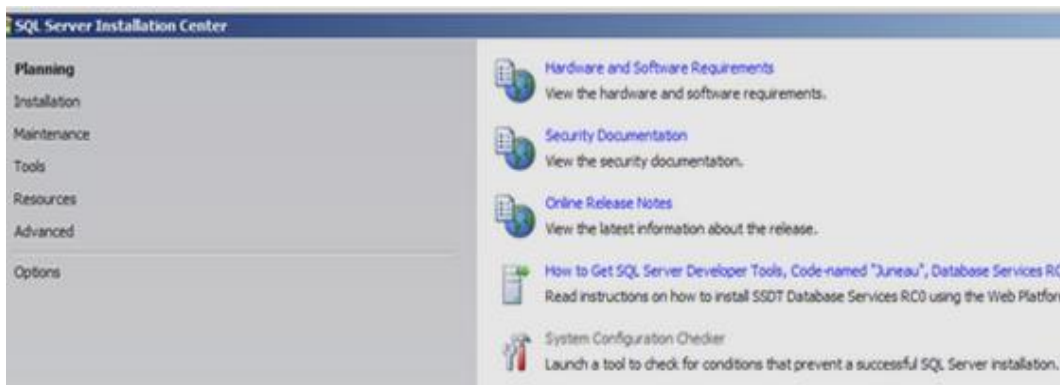 SQL Server Installation Center
Planning
Installation
Maintenance
Tools
Resources
Advanced
Options
Hardware and Software Requirements
View the hardware and software requirements.
Security Documentation
View the security documentation.
Online Release Notes
View the latest information about the release.
How to Get SQL Server Developer Tools, Code-named "Juneau", Database Services RC
Read instructions on how to install SSDT Database Services RC0 using the Web Platfor
System Configuration Checker
Launch a tool to check for conditions that prevent a successful SQL Server installation.